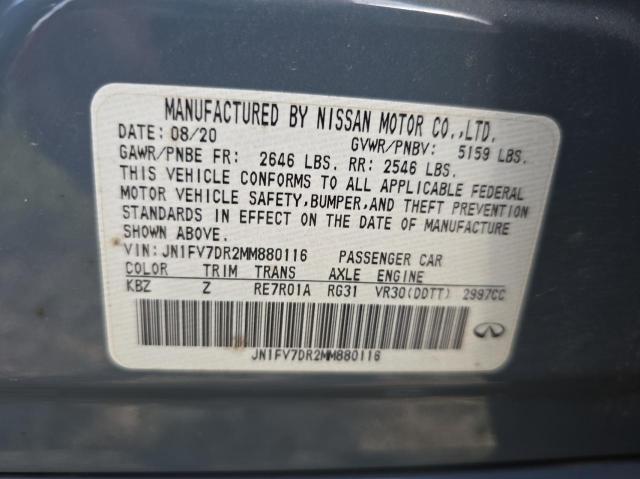 MANUFACTURED BY NISSAN MOTOR CO.,LTD.
DATE: 08/20 GVWR/PNBV: 5159 LBS.
GAWR/PNBE FR: 2646 LBS. RR: 2546 LBS.
THIS VEHICLE CONFORMS TO ALL APPLICABLE FEDERAL
MOTOR VEHICLE SAFETY, BUMPER, AND THEFT PREVENTION
STANDARDS IN EFFECT ON THE DATE OF MANUFACTURE
SHOWN ABOVE.
VIN: JN1FV7DR2MM880116 PASSENGER CAR
COLOR TRIM TRANS AXLE ENGINE
KBZ Z RE7R01A RG31 VR30(DDTT) 2997CC
JN1FV7DR2MM880116